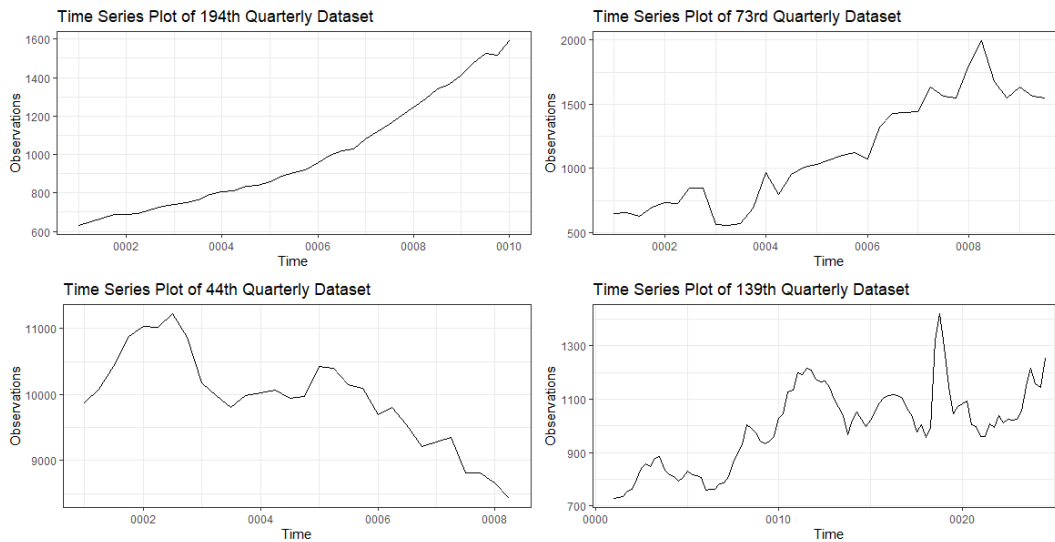 Time Series Plot of 194th Quarterly Dataset
1600
1400
1200
1000
800
600
Observations
0002 0004 0006 0008 0010
Time
Time Series Plot of 73rd Quarterly Dataset
2000
1500
1000
500
Observations
0002 0004 0006 0008
Time
Time Series Plot of 44th Quarterly Dataset
11000
10000
9000
Observations
0002 0004 0006 0008
Time
Time Series Plot of 139th Quarterly Dataset
1300
1100
900
700
Observations
0000 0010 0020
Time